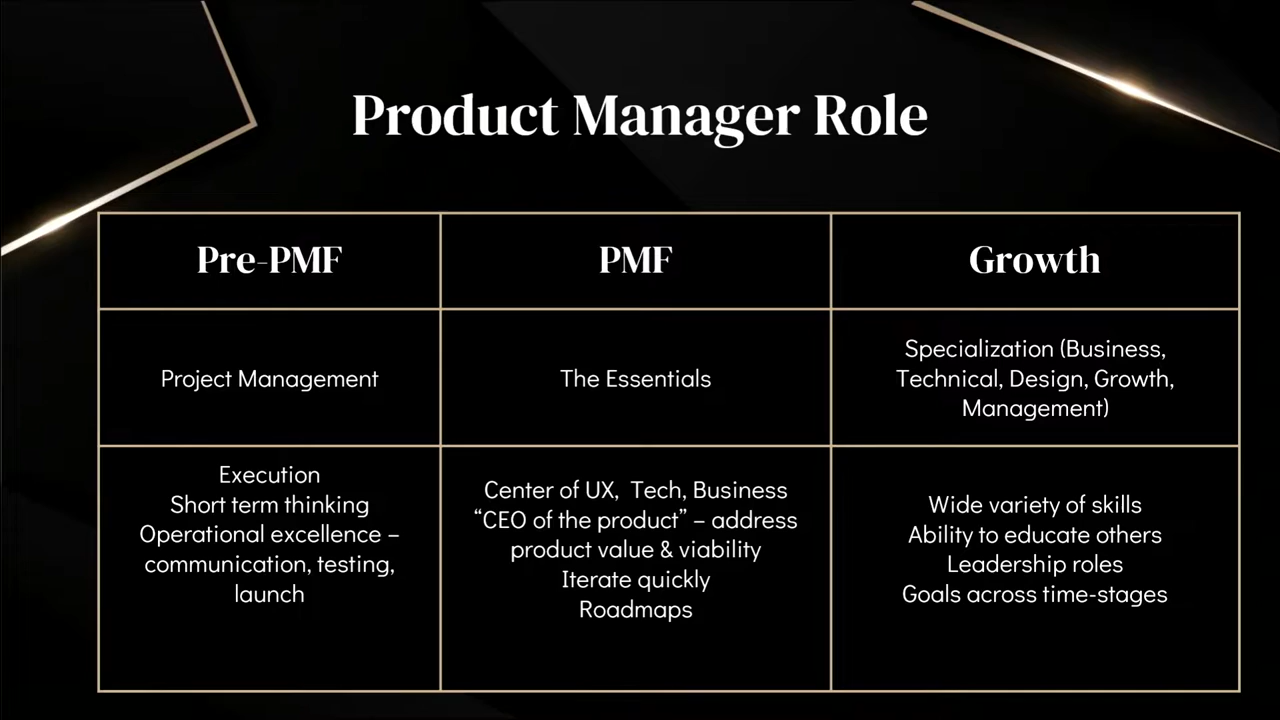 Product Manager Role
Pre-PMF
PMF
Growth
Project Management
The Essentials
Specialization (Business,
Technical, Design, Growth,
Management)
Execution
Short term thinking
Operational excellence –
communication, testing,
launch
Center of UX,  Tech, Business
“CEO of the product” – address
product value & viability
Iterate quickly
Roadmaps
Wide variety of skills
Ability to educate others
Leadership roles
Goals across time-stages